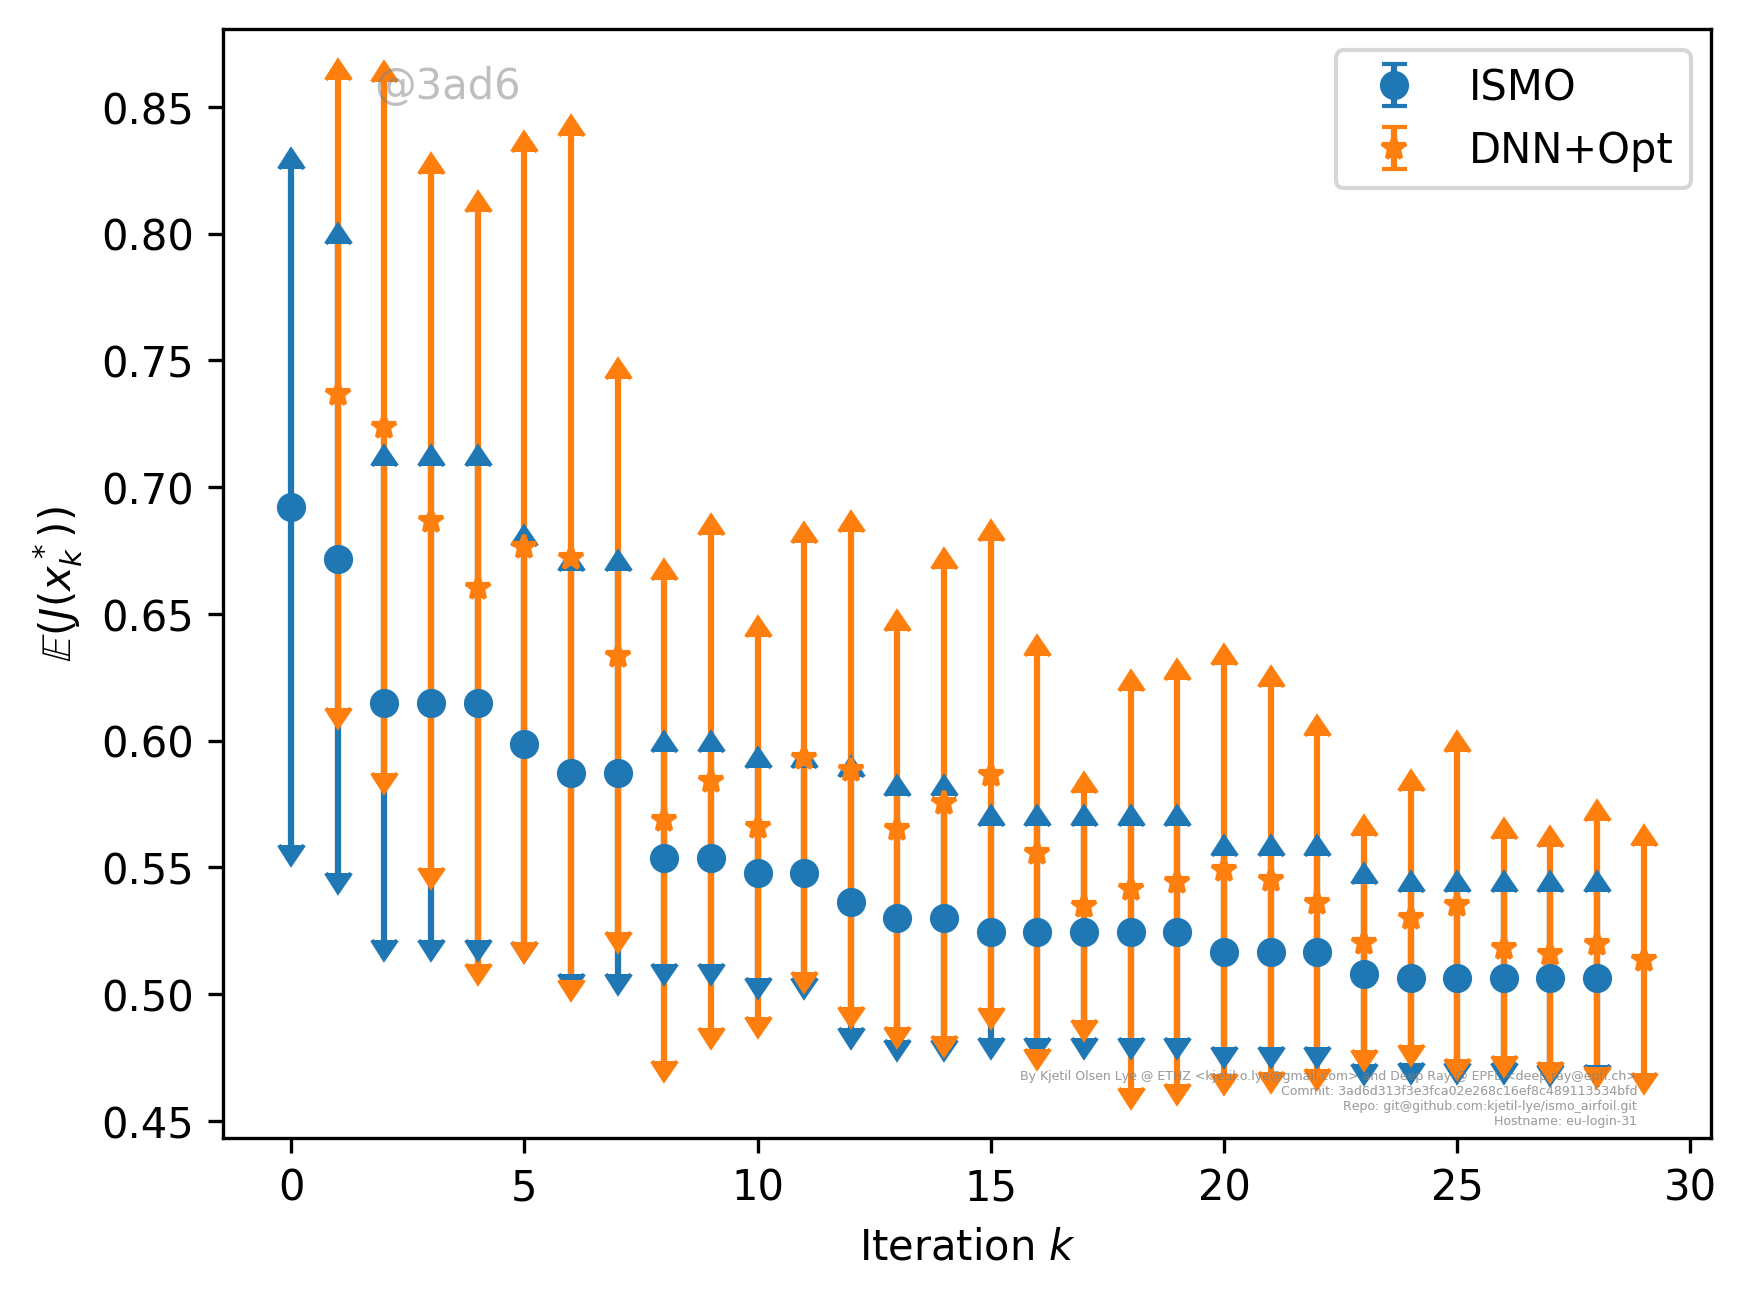 @3ad6
ISMO
DNN+Opt
0.85
0.80
0.75
0.70
0.65
0.60
0.55
0.50
0.45
𝔼(J(x*k))
By Kjetil Olsen Lye @ ETHZ <kjetil.o.lye@gmail.com> and Deep Ray @ EPFL <deep.ray@epfl.ch>
Commit: 3ad6d313f3e3fca02e268c16ef8c489113534bfd
Repo: git@github.com:kjetil-lye/ismo_airfoil.git
Hostname: eu-login-31
0 5 10 15 20 25 30
Iteration k